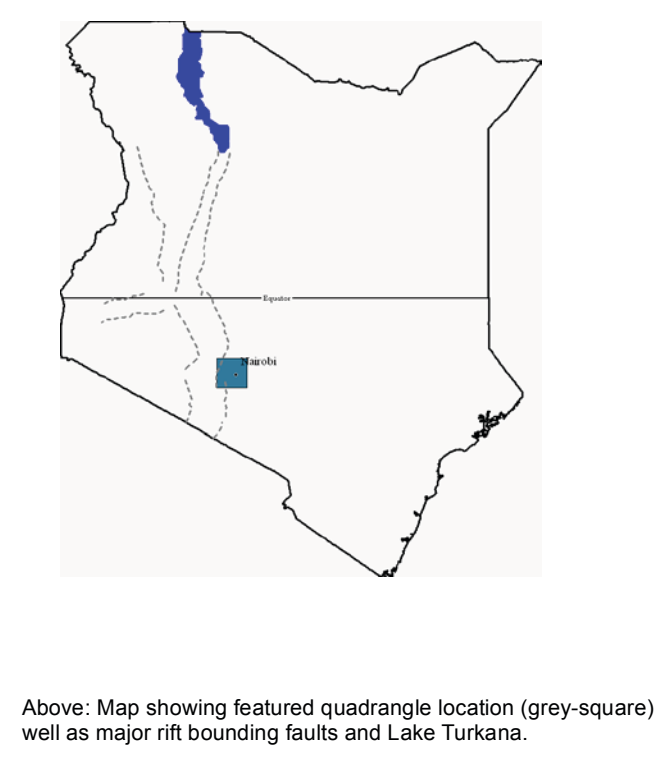 Equator
Nairobi
Above: Map showing featured quadrangle location (grey-square)
well as major rift bounding faults and Lake Turkana.